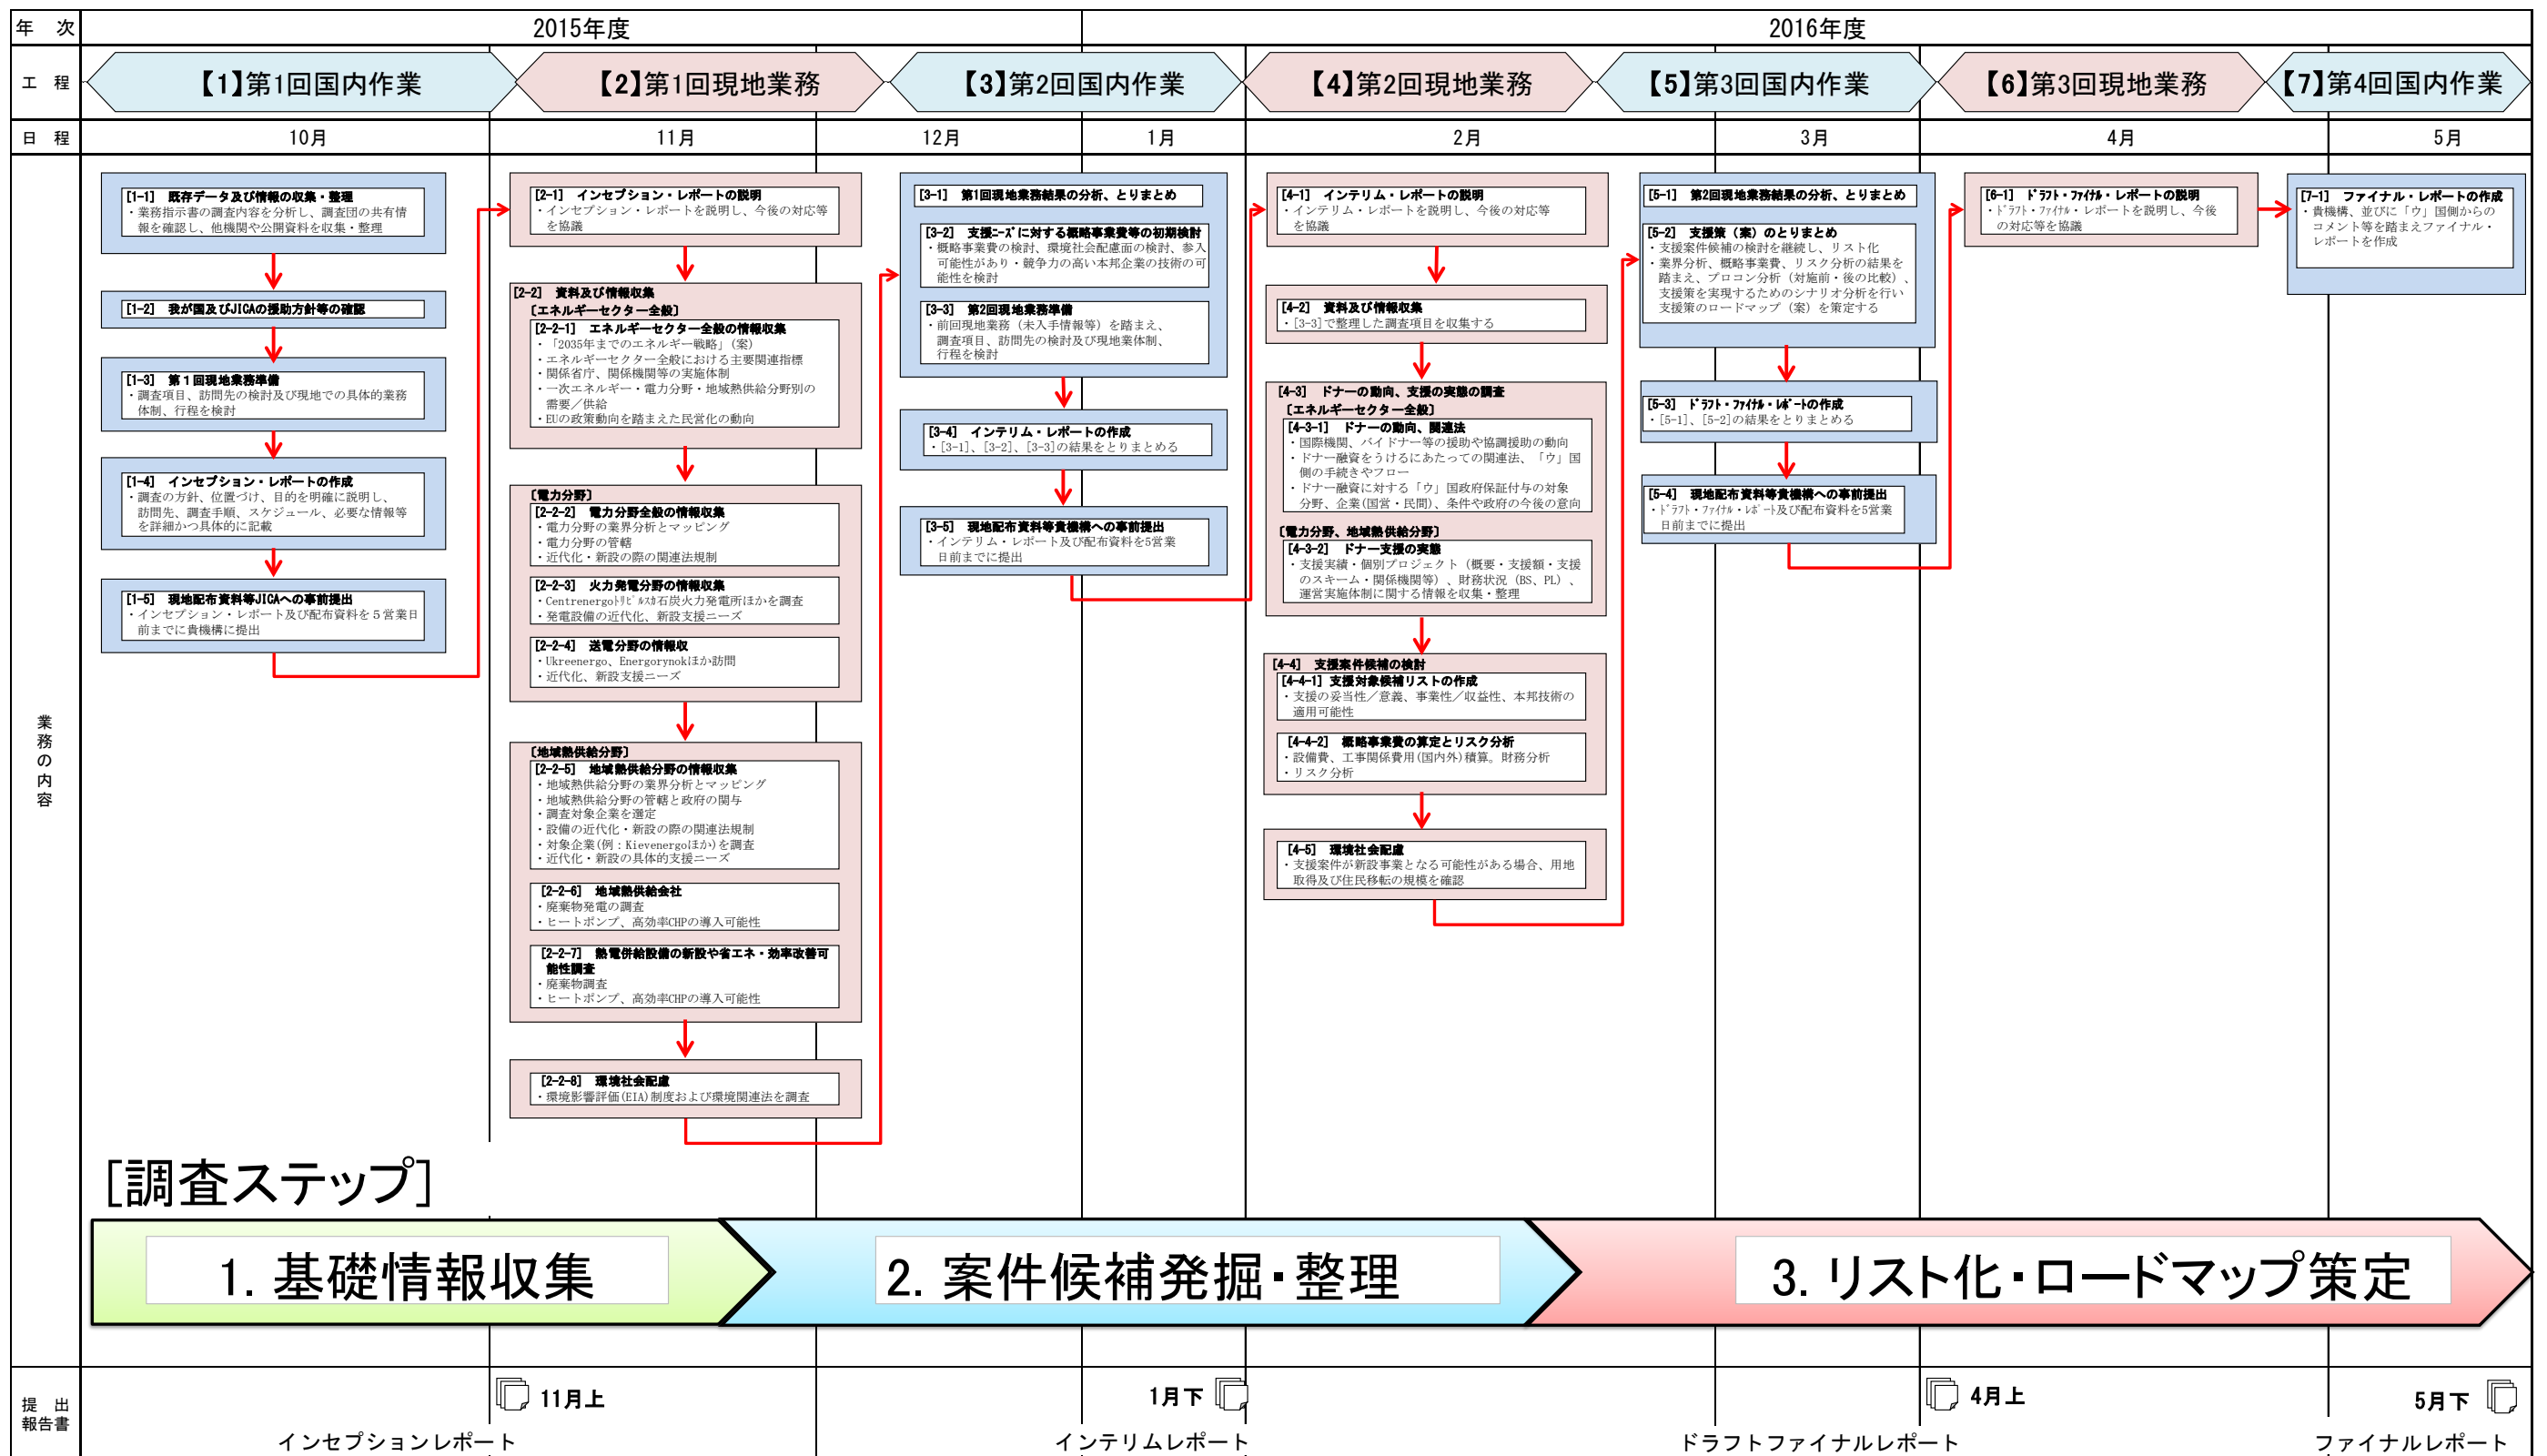 年 次
2015年度
2016年度
工 程
【1】第1回国内作業
【2】第1回現地業務
【3】第2回国内作業
【4】第2回現地業務
【5】第3回国内作業
【6】第3回現地業務
【7】第4回国内作業
日 程
10月
11月
12月
1月
2月
3月
4月
5月
業務の内容
[1-1] 既存データ及び情報の収集・整理
・業務指示書の調査内容を分析し、調査団の共有情
報を確認し、他機関や公開資料を収集・整理
[1-2] 我が国及びJICAの援助方針等の確認
[1-3] 第1回現地業務準備
・調査項目、訪問先の検討及び現地での具体的業務
体制、行程を検討
[1-4] インセプション・レポートの作成
・調査の方針、位置づけ、目的を明確に説明し、
訪問先、調査手順、スケジュール、必要な情報等
を詳細かつ具体的に記載
[1-5] 現地配布資料等JICAへの事前提出
・インセプション・レポート及び配布資料を５営業日
前までに貴機構に提出
[2-1] インセプション・レポートの説明
・インセプション・レポートを説明し、今後の対応等
を協議
[2-2] 資料及び情報収集
〔エネルギーセクター全般〕
[2-2-1] エネルギーセクター全般の情報収集
・「2035年までのエネルギー戦略」（案）
・エネルギーセクター全般における主要関連指標
・関係省庁、関係機関等の実施体制
・一次エネルギー・電力分野・地域熱供給分野別の
需要／供給
・EUの政策動向を踏まえた民営化の動向
〔電力分野〕
[2-2-2] 電力分野全般の情報収集
・電力分野の業界分析とマッピング
・電力分野の管轄
・近代化・新設の際の関連法規制
[2-2-3] 火力発電分野の情報収集
・Centrenergoﾄﾘﾋﾟﾙｽｶ石炭火力発電所ほかを調査
・発電設備の近代化、新設支援ニーズ
[2-2-4] 送電分野の情報収
・Ukreenergo、Energorynokほか訪問
・近代化、新設支援ニーズ
〔地域熱供給分野〕
[2-2-5] 地域熱供給分野の情報収集
・地域熱供給分野の業界分析とマッピング
・地域熱供給分野の管轄と政府の関与
・調査対象企業を選定
・設備の近代化・新設の際の関連法規制
・対象企業(例：Kievenergoほか)を調査
・近代化・新設の具体的支援ニーズ
[2-2-6] 地域熱供給会社
・廃棄物発電の調査
・ヒートポンプ、高効率CHPの導入可能性
[2-2-7] 熱電併給設備の新設や省エネ・効率改善可
能性調査
・廃棄物調査
・ヒートポンプ、高効率CHPの導入可能性
[2-2-8] 環境社会配慮
・環境影響評価(EIA)制度および環境関連法を調査
[3-1] 第1回現地業務結果の分析、とりまとめ
[3-2] 支援ﾆｰｽﾞに対する概略事業費等の初期検討
・概略事業費の検討、環境社会配慮面の検討、参入
可能性があり・競争力の高い本邦企業の技術の可
能性を検討
[3-3] 第2回現地業務準備
・前回現地業務（未入手情報等）を踏まえ、
調査項目、訪問先の検討及び現地業体制、
行程を検討
[3-4] インテリム・レポートの作成
・[3-1]、[3-2]、[3-3]の結果をとりまとめる
[3-5] 現地配布資料等貴機構への事前提出
・インテリム・レポート及び配布資料を5営業
日前までに提出
[4-1] インテリム・レポートの説明
・インテリム・レポートを説明し、今後の対応等
を協議
[4-2] 資料及び情報収集
・[3-3]で整理した調査項目を収集する
[4-3] ドナーの動向、支援の実態の調査
〔エネルギーセクター全般〕
[4-3-1] ドナーの動向、関連法
・国際機関、バイドナー等の援助や協調援助の動向
・ドナー融資をうけるにあたっての関連法、「ウ」国
側の手続きやフロー
・ドナー融資に対する「ウ」国政府保証付与の対象
分野、企業(国営・民間)、条件や政府の今後の意向
〔電力分野、地域熱供給分野〕
[4-3-2] ドナー支援の実態
・支援実績・個別プロジェクト（概要・支援額・支援
のスキーム・関係機関等）、財務状況（BS、PL）、
運営実施体制に関する情報を収集・整理
[4-4] 支援案件候補の検討
[4-4-1] 支援対象候補リストの作成
・支援の妥当性／意義、事業性／収益性、本邦技術の
適用可能性
[4-4-2] 概略事業費の算定とリスク分析
・設備費、工事関係費用(国内外)積算。財務分析
・リスク分析
[4-5] 環境社会配慮
・支援案件が新設事業となる可能性がある場合、用地
取得及び住民移転の規模を確認
[5-1] 第2回現地業務結果の分析、とりまとめ
[5-2] 支援策（案）のとりまとめ
・支援案件候補の検討を継続し、リスト化
・業界分析、概略事業費、リスク分析の結果を
踏まえ、プロコン分析（対施前・後の比較）、
支援策を実現するためのシナリオ分析を行い
支援策のロードマップ（案）を策定する
[5-3] ﾄﾞﾗﾌﾄ・ﾌｧｲﾅﾙ・ﾚﾎﾟｰﾄの作成
・[5-1]、[5-2]の結果をとりまとめる
[5-4] 現地配布資料等貴機構への事前提出
・ﾄﾞﾗﾌﾄ・ﾌｧｲﾅﾙ・ﾚﾎﾟｰﾄ及び配布資料を5営業
日前までに提出
[6-1] ﾄﾞﾗﾌﾄ・ﾌｧｲﾅﾙ・レポートの説明
・ﾄﾞﾗﾌﾄ・ﾌｧｲﾅﾙ・レポートを説明し、今後
の対応等を協議
[7-1] ファイナル・レポートの作成
・貴機構、並びに「ウ」国側からの
コメント等を踏まえファイナル・
レポートを作成
[調査ステップ]
1. 基礎情報収集
2. 案件候補発掘・整理
3. リスト化・ロードマップ策定
提 出
報告書
11月上
インセプションレポート
1月下
インテリムレポート
4月上
ドラフトファイナルレポート
5月下
ファイナルレポート